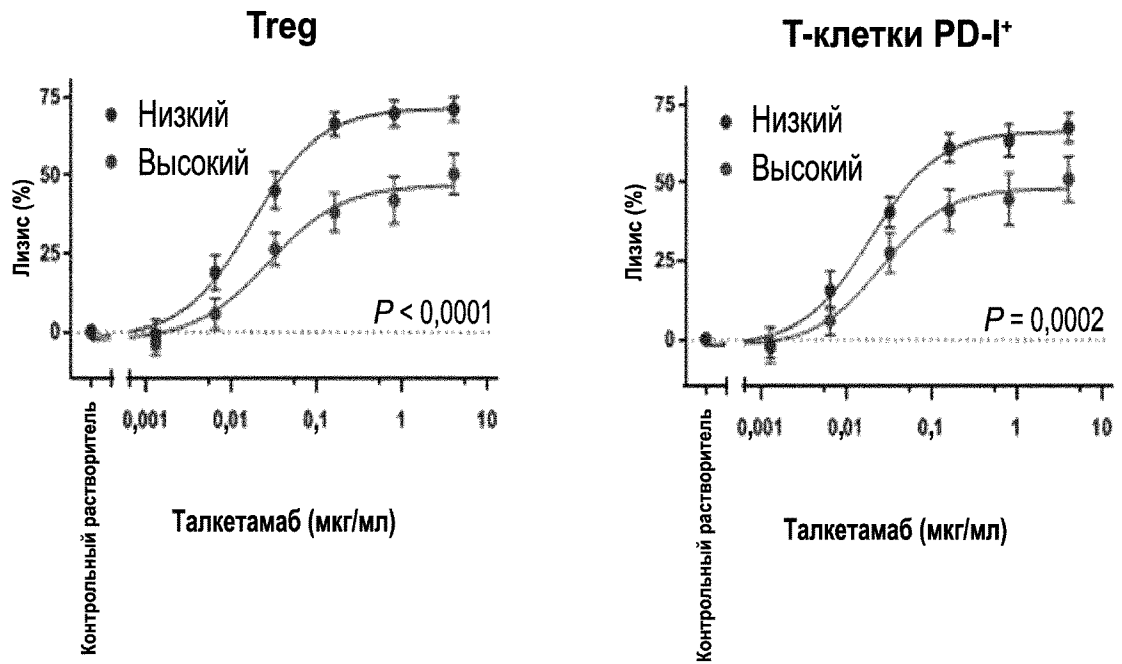 Treg
75
50
25
0
Лизис (%)
Низкий
Высокий
P < 0,0001
Контрольный растворитель
0,001
0,01
0,1
1
10
Талкетамаб (мкг/мл)
Т-клетки PD-I⁺
75
50
25
0
Лизис (%)
Низкий
Высокий
P = 0,0002
Контрольный растворитель
0,001
0,01
0,1
1
10
Талкетамаб (мкг/мл)